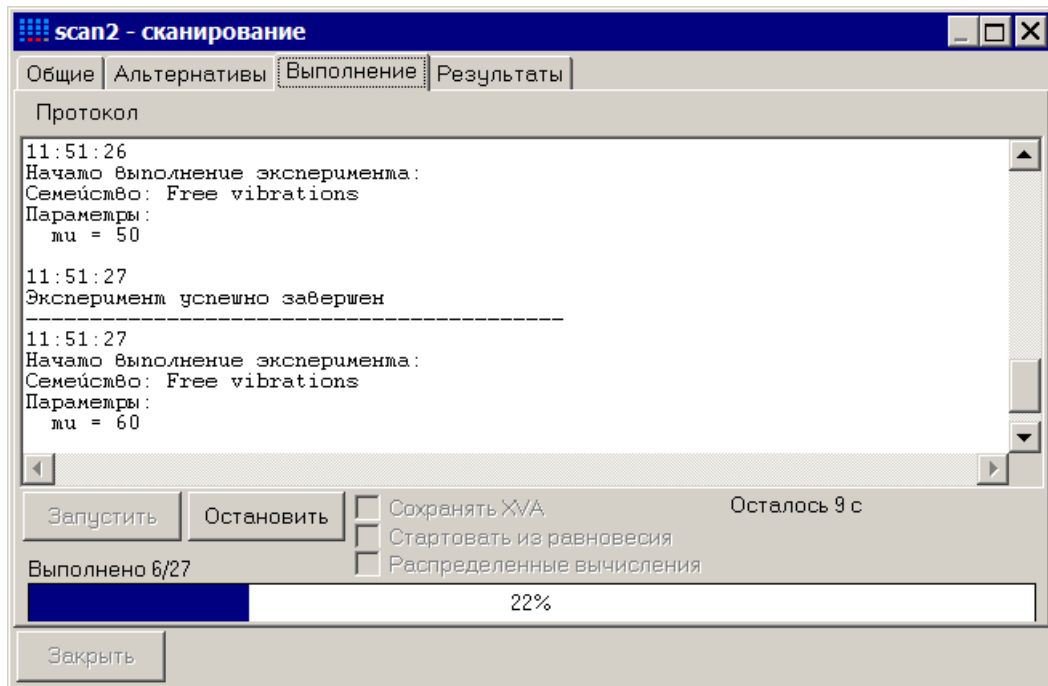 scan2 - сканирование
Общие Альтернативы Выполнение Результаты
Протокол
11:51:26
Начато выполнение эксперимента:
Семейство: Free vibrations
Параметры:
mu = 50
11:51:27
Эксперимент успешно завершен
------------------------------------------
11:51:27
Начато выполнение эксперимента:
Семейство: Free vibrations
Параметры:
mu = 60
Запустить Остановить
Сохранять XVA
Стартовать из равновесия
Распределенные вычисления
Осталось 9 с
Выполнено 6/27
22%
Закрыть